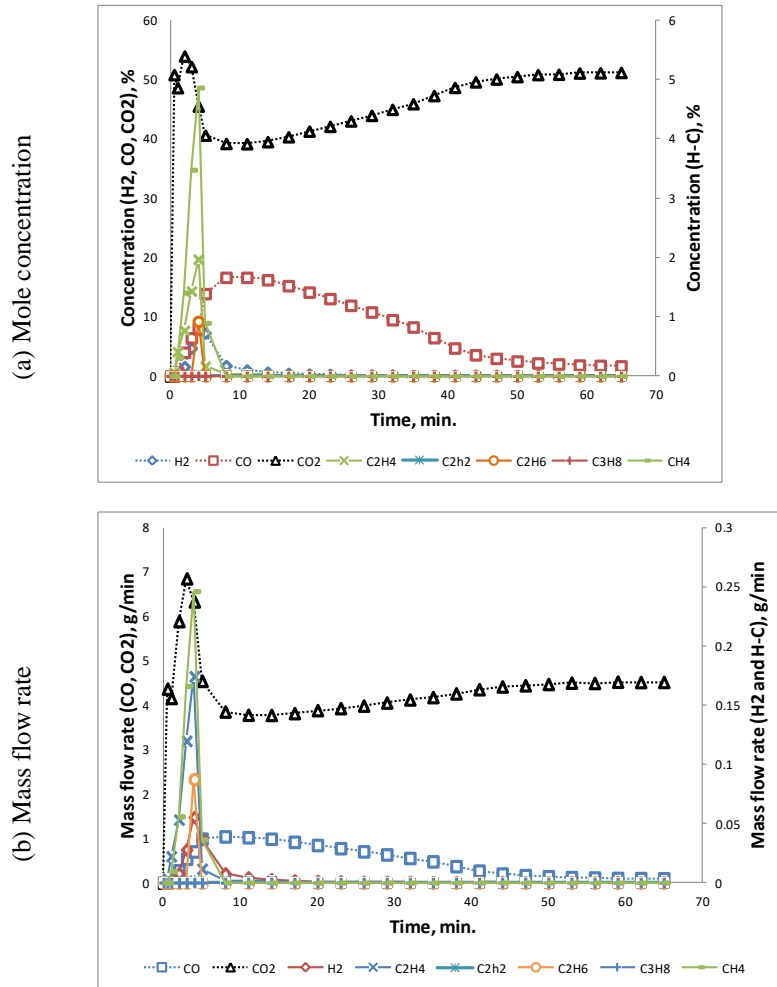 (a) Mole concentration
Concentration (H2, CO, CO2), %
60
50
40
30
20
10
0
6
5
4
3
2
1
0
Concentration (H-C), %
0 10 20 30 40 50 60 70
Time, min.
H2 CO CO2 C2H4 C2h2 C2H6 C3H8 CH4
(b) Mass flow rate
Mass flow rate (CO, CO2), g/min
8
7
6
5
4
3
2
1
0
0.3
0.25
0.2
0.15
0.1
0.05
0
Mass flow rate (H2 and H-C), g/min
0 10 20 30 40 50 60 70
Time, min.
CO CO2 H2 C2H4 C2h2 C2H6 C3H8 CH4